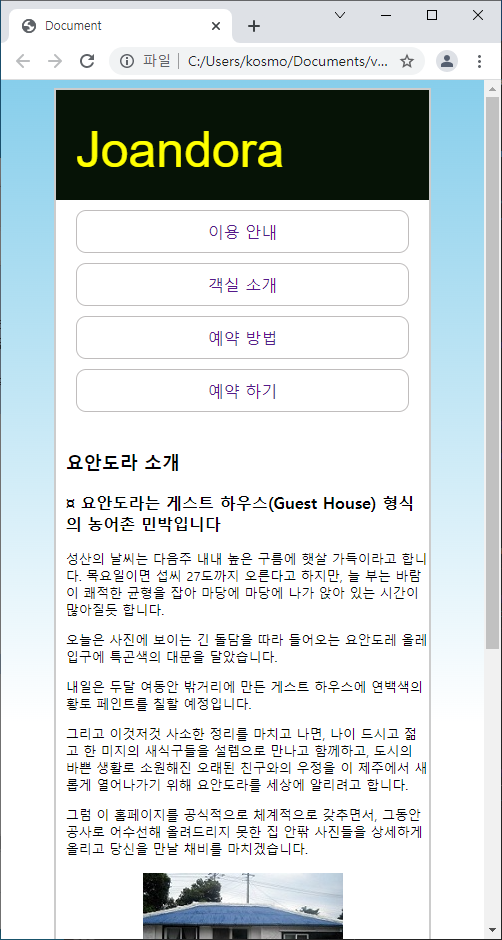 Document
파일
C:/Users/kosmo/Documents/v...
Joandora
이용 안내
객실 소개
예약 방법
예약 하기
요안도라 소개
¤ 요안도라는 게스트 하우스(Guest House) 형식
의 농어촌 민박입니다
성산의 날씨는 다음주 내내 높은 구름에 햇살 가득이라고 합니
다. 목요일이면 섭씨 27도까지 오른다고 하지만, 늘 부는 바람
이 쾌적한 균형을 잡아 마당에 마당에 나가 앉아 있는 시간이
많아질듯 합니다.
오늘은 사진에 보이는 긴 돌담을 따라 들어오는 요안도레 올레
입구에 특곤색의 대문을 달았습니다.
내일은 두달 여동안 밖거리에 만든 게스트 하우스에 연백색의
황토 페인트를 칠할 예정입니다.
그리고 이것저것 사소한 정리를 마치고 나면, 나이 드시고 젊
고 한 미지의 새식구들을 설렘으로 만나고 함께하고, 도시의
바쁜 생활로 소원해진 오래된 친구와의 우정을 이 제주에서 새
롭게 열어나가기 위해 요안도라를 세상에 알리려고 합니다.
그럼 이 홈페이지를 공식적으로 체계적으로 갖추면서, 그동안
공사로 어수선해 올려드리지 못한 집 안팎 사진들을 상세하게
올리고 당신을 만날 채비를 마치겠습니다.